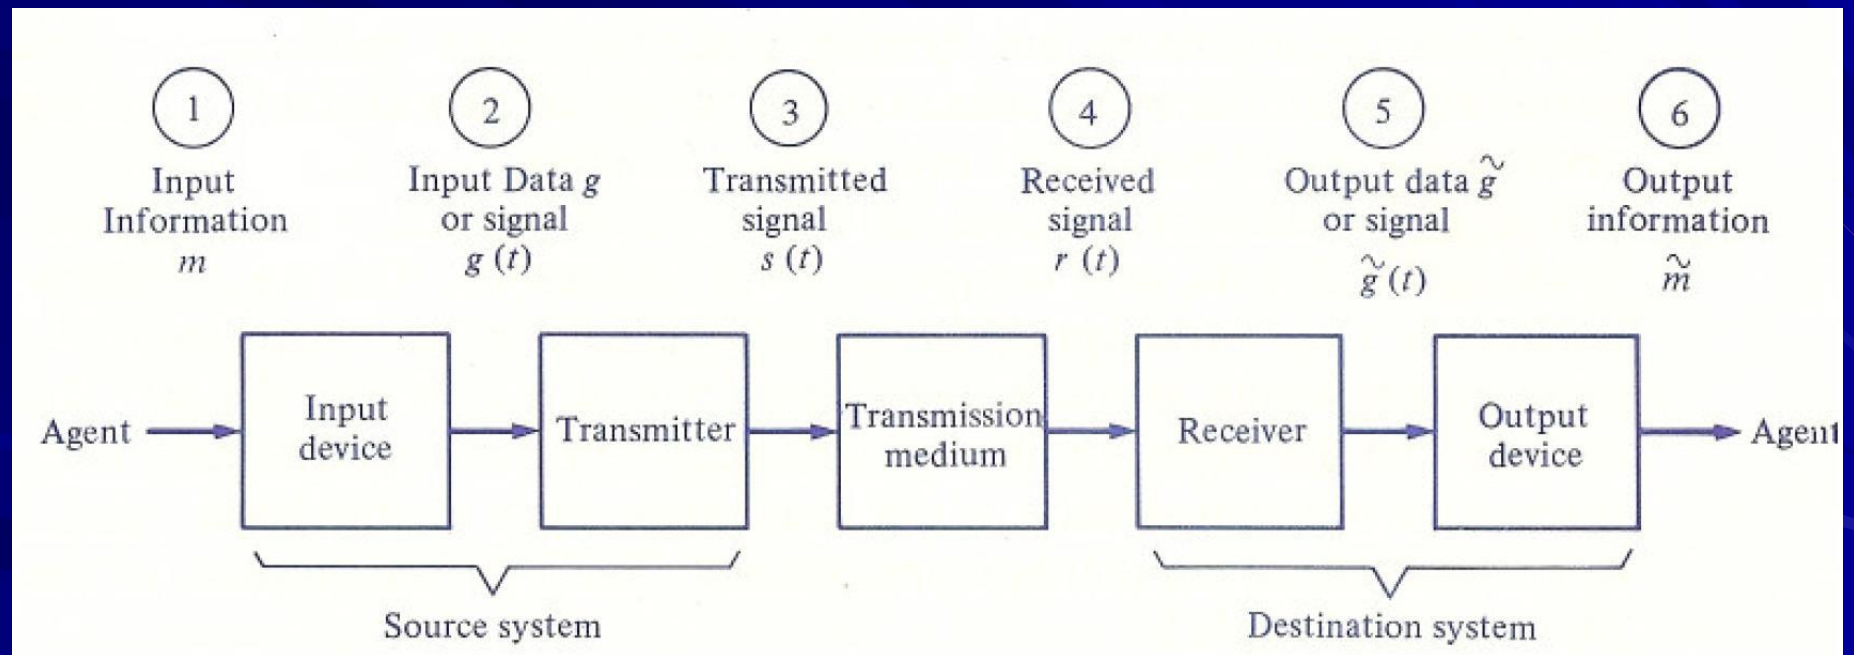 1
Input
Information
m
2
Input Data g
or signal
g (t)
3
Transmitted
signal
s (t)
4
Received
signal
r (t)
5
Output data g̃
or signal
g̃ (t)
6
Output
information
m̃
Agent
Input
device
Transmitter
Transmission
medium
Receiver
Output
device
Agent
Source system
Destination system